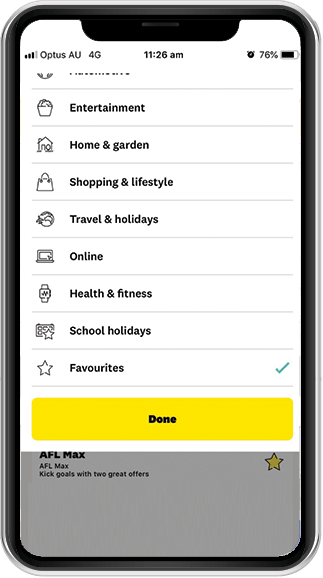 Optus AU 4G 11:26 am 76%
Automotive
Entertainment
Home & garden
Shopping & lifestyle
Travel & holidays
Online
Health & fitness
School holidays
Favourites
Done
AFL Max
AFL Max
Kick goals with two great offers